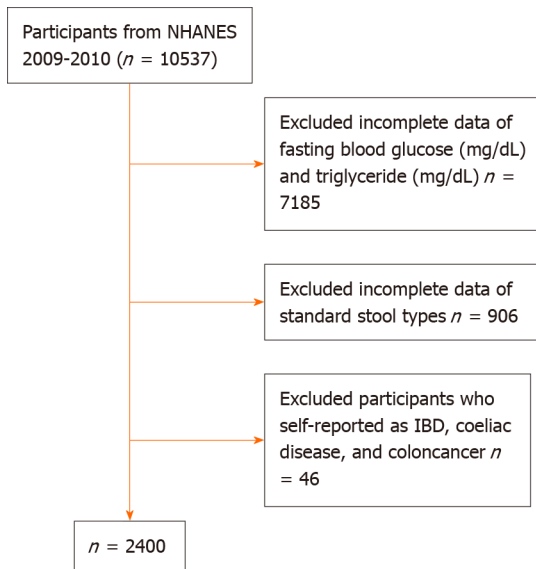 Participants from NHANES
2009-2010 (n = 10537)
Excluded incomplete data of
fasting blood glucose (mg/dL)
and triglyceride (mg/dL) n =
7185
Excluded incomplete data of
standard stool types n = 906
Excluded participants who
self-reported as IBD, coeliac
disease, and coloncancer n
= 46
n = 2400